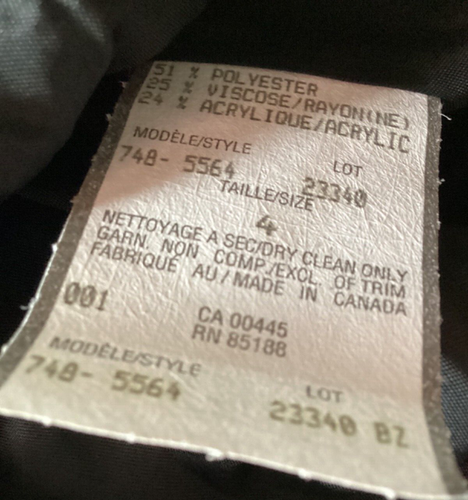 51 % POLYESTER
25 % VISCOSE/RAYON(NE)
24 % ACRYLIQUE/ACRYLIC
MODÈLE/STYLE LOT
748- 5564 23340
TAILLE/SIZE
4
NETTOYAGE A SEC/DRY CLEAN ONLY
GARN. NON COMP./EXCL. OF TRIM
FABRIQUÉ AU / MADE IN CANADA
001 CA 00445
RN 85188
MODÈLE/STYLE LOT
748- 5564 23340 BZ